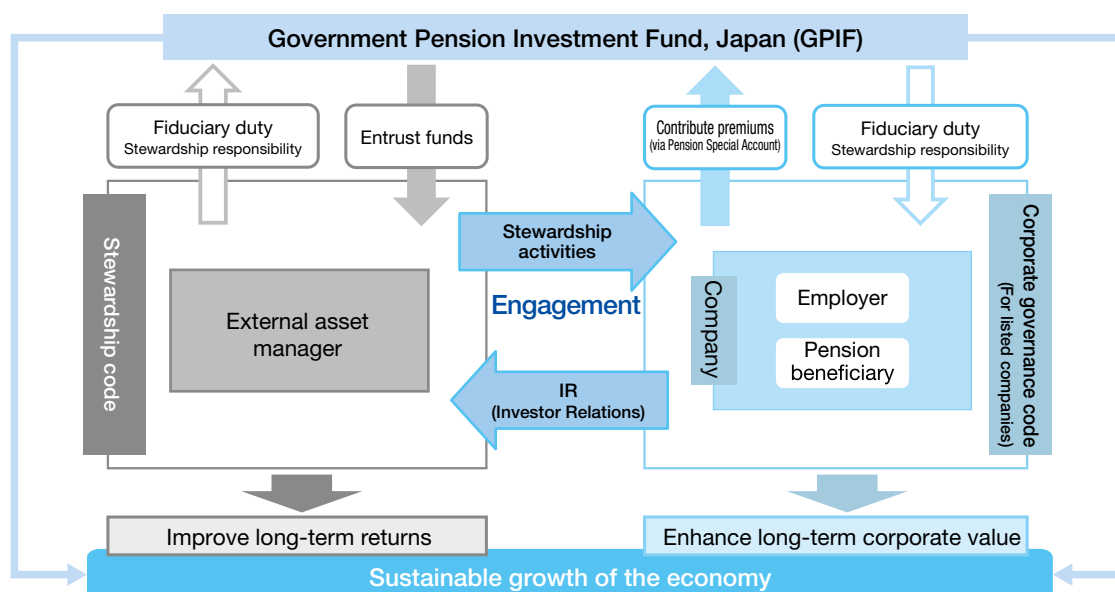 Government Pension Investment Fund, Japan (GPIF)
Fiduciary duty
Stewardship responsibility
Entrust funds
Contribute premiums
(via Pension Special Account)
Fiduciary duty
Stewardship responsibility
Stewardship code
External asset
manager
Stewardship
activities
Engagement
IR
(Investor Relations)
Company
Employer
Pension
beneficiary
Corporate governance code
(For listed companies)
Improve long-term returns
Enhance long-term corporate value
Sustainable growth of the economy